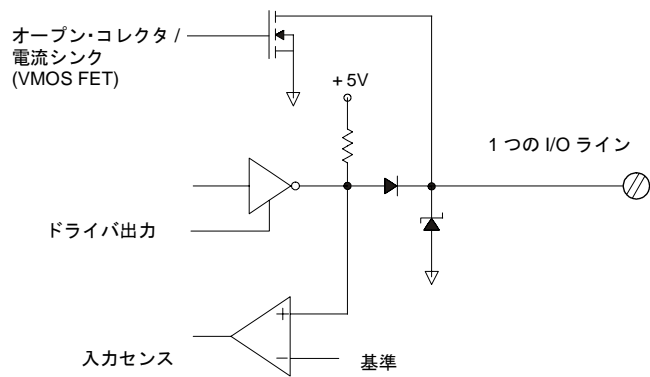 オープン・コレクタ /
電流シンク
(VMOS FET)
+ 5V
1 つの I/O ライン
ドライバ出力
+
入力センス
−
基準